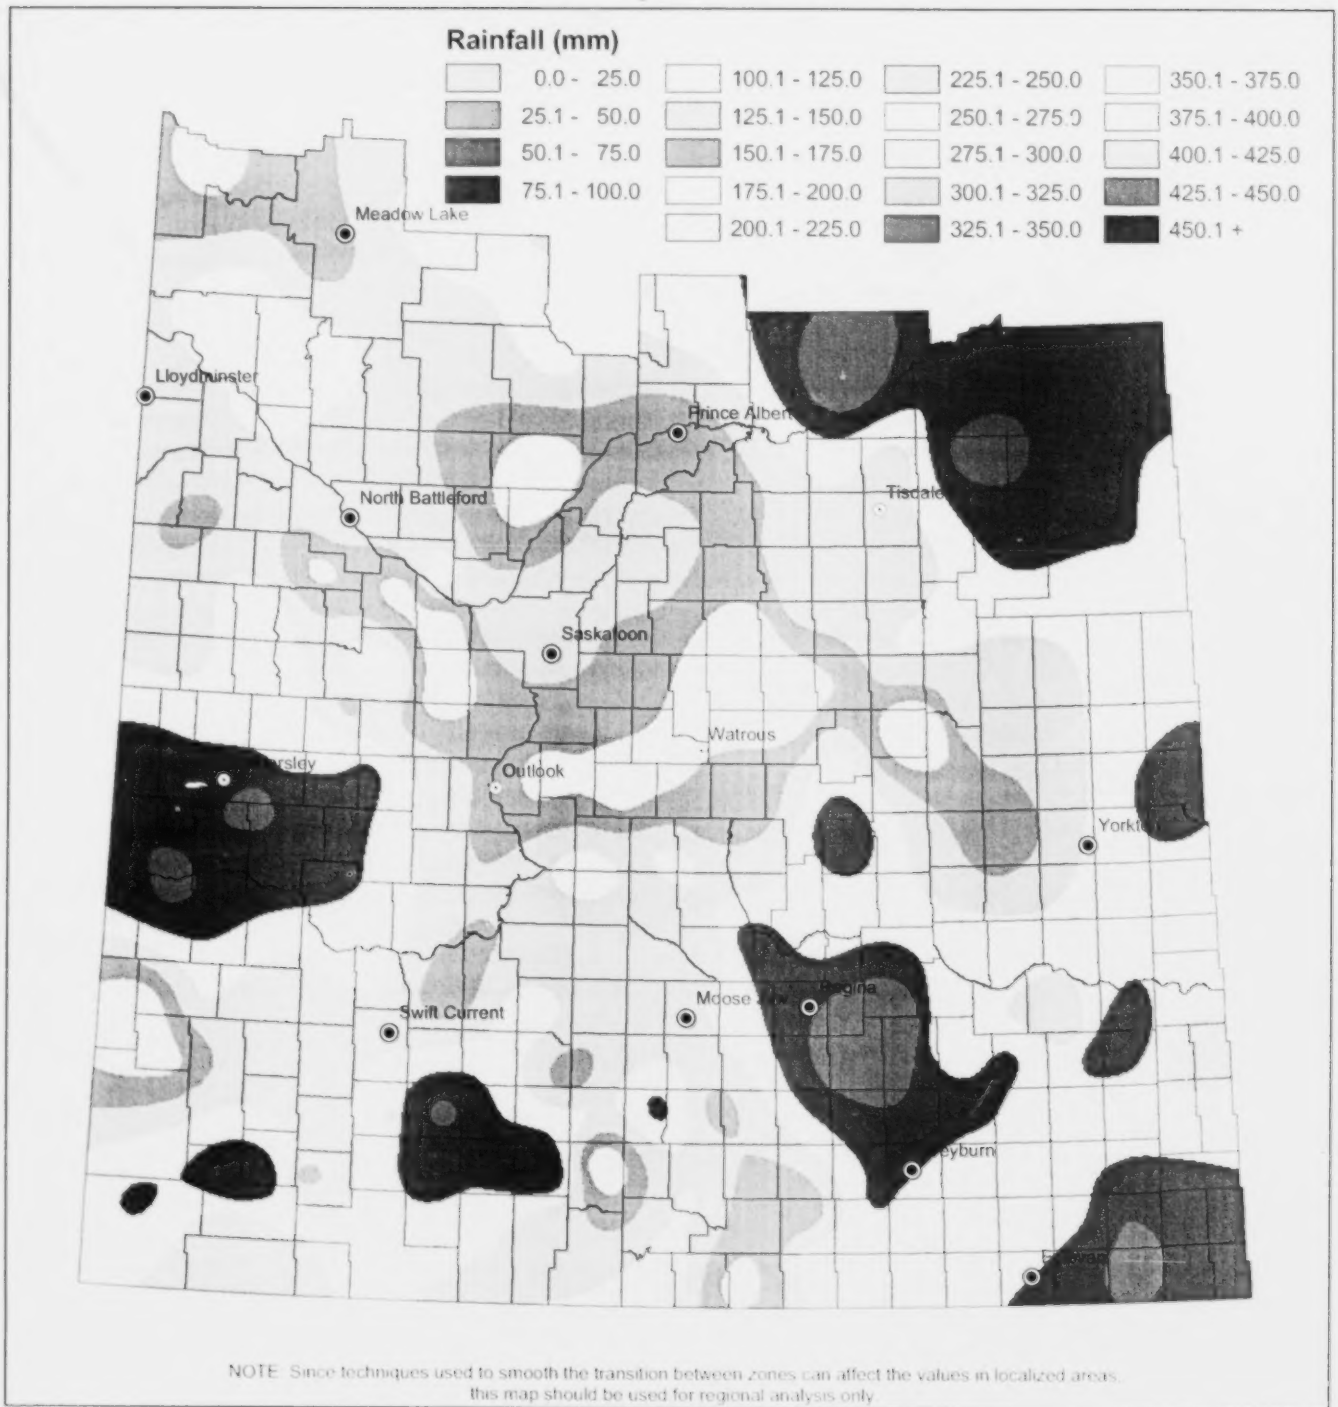 Rainfall (mm)
0.0 - 25.0
25.1 - 50.0
50.1 - 75.0
75.1 - 100.0
100.1 - 125.0
125.1 - 150.0
150.1 - 175.0
175.1 - 200.0
200.1 - 225.0
225.1 - 250.0
250.1 - 275.0
275.1 - 300.0
300.1 - 325.0
325.1 - 350.0
350.1 - 375.0
375.1 - 400.0
400.1 - 425.0
425.1 - 450.0
450.1 +
Meadow Lake
Lloydminster
Prince Albert
North Battleford
Tisdale
Saskatoon
Watrous
Outlook
Yorkton
Swift Current
Moose Jaw
Regina
NOTE: Since techniques used to smooth the transition between zones can affect the values in localized areas,
this map should be used for regional analysis only.